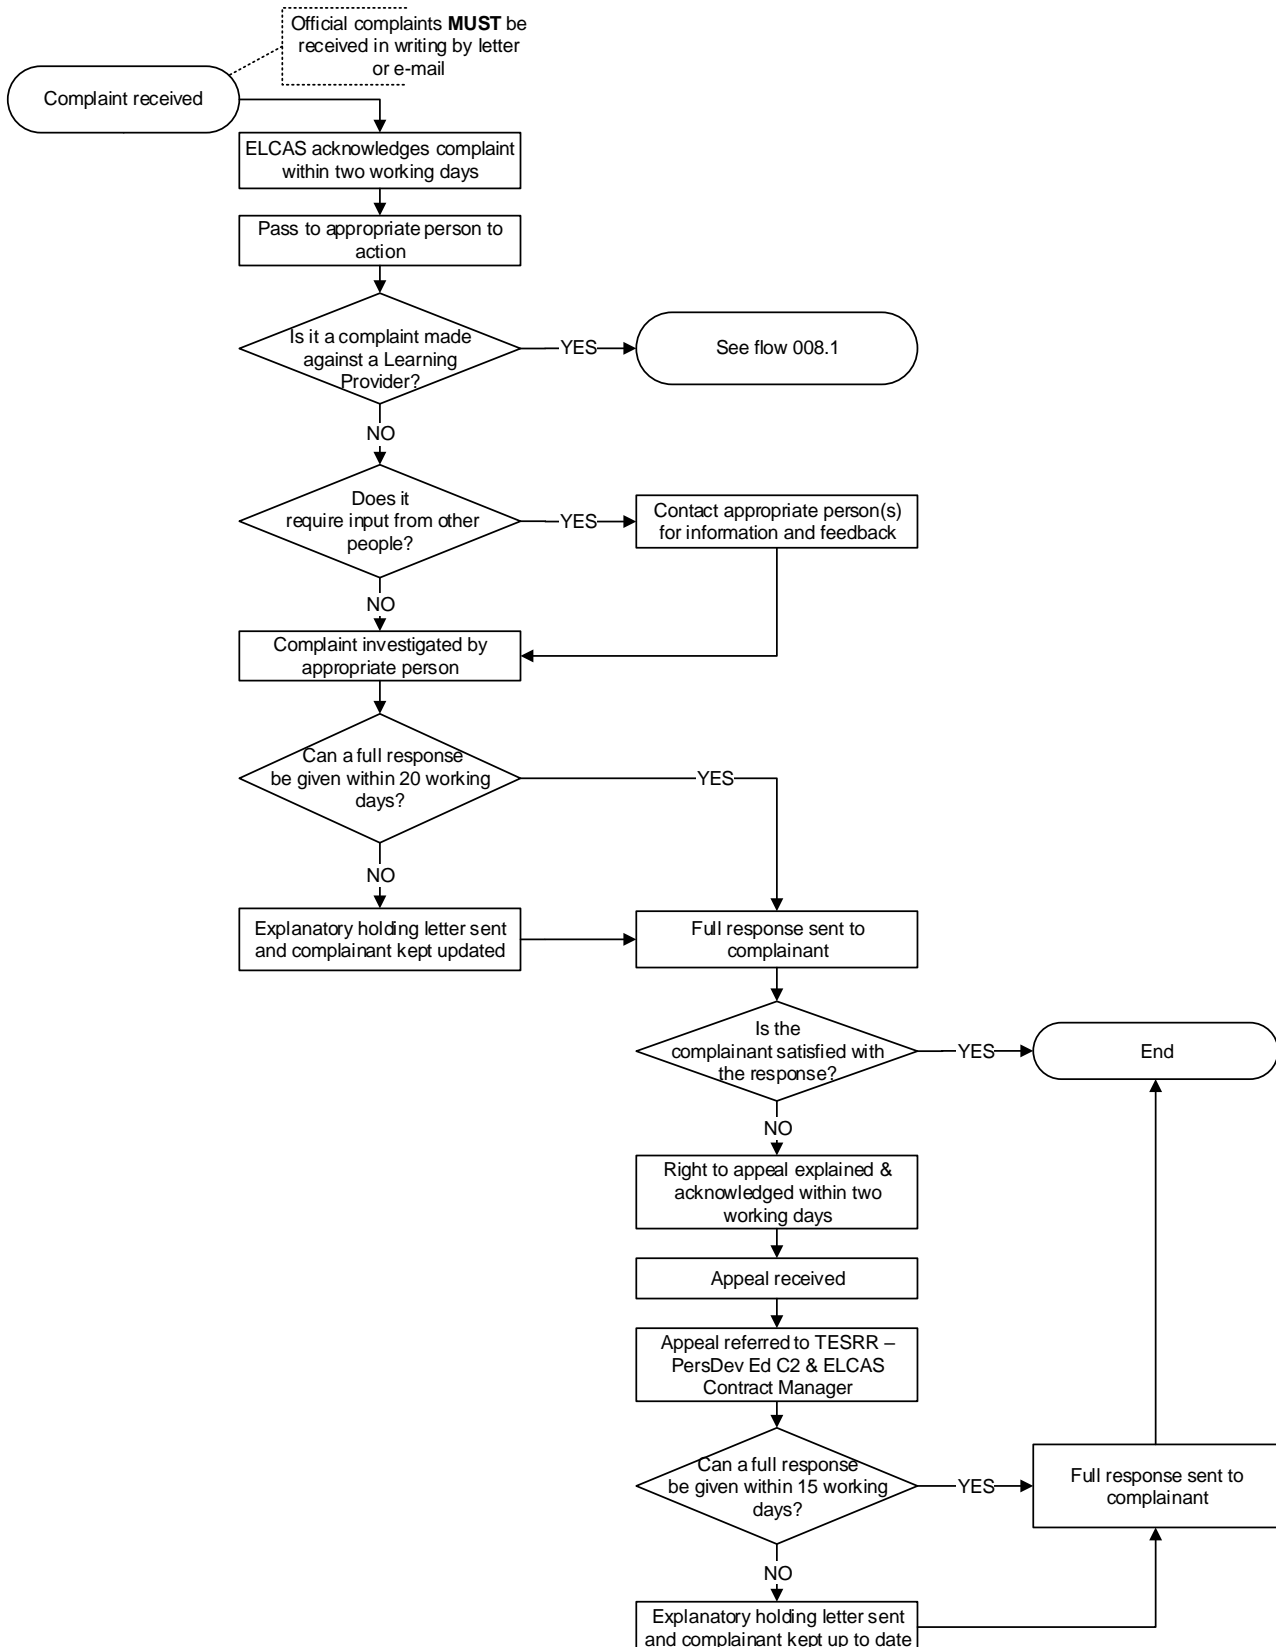 Official complaints MUST be
received in writing by letter
or e-mail
Complaint received
ELCAS acknowledges complaint
within two working days
Pass to appropriate person to
action
Is it a complaint made
against a Learning
Provider?
YES
See flow 008.1
NO
Does it
require input from other
people?
YES
Contact appropriate person(s)
for information and feedback
NO
Complaint investigated by
appropriate person
Can a full response
be given within 20 working
days?
YES
NO
Explanatory holding letter sent
and complainant kept updated
Full response sent to
complainant
Is the
complainant satisfied with
the response?
YES
End
NO
Right to appeal explained &
acknowledged within two
working days
Appeal received
Appeal referred to TESRR –
PersDev Ed C2 & ELCAS
Contract Manager
Can a full response
be given within 15 working
days?
YES
Full response sent to
complainant
NO
Explanatory holding letter sent
and complainant kept up to date